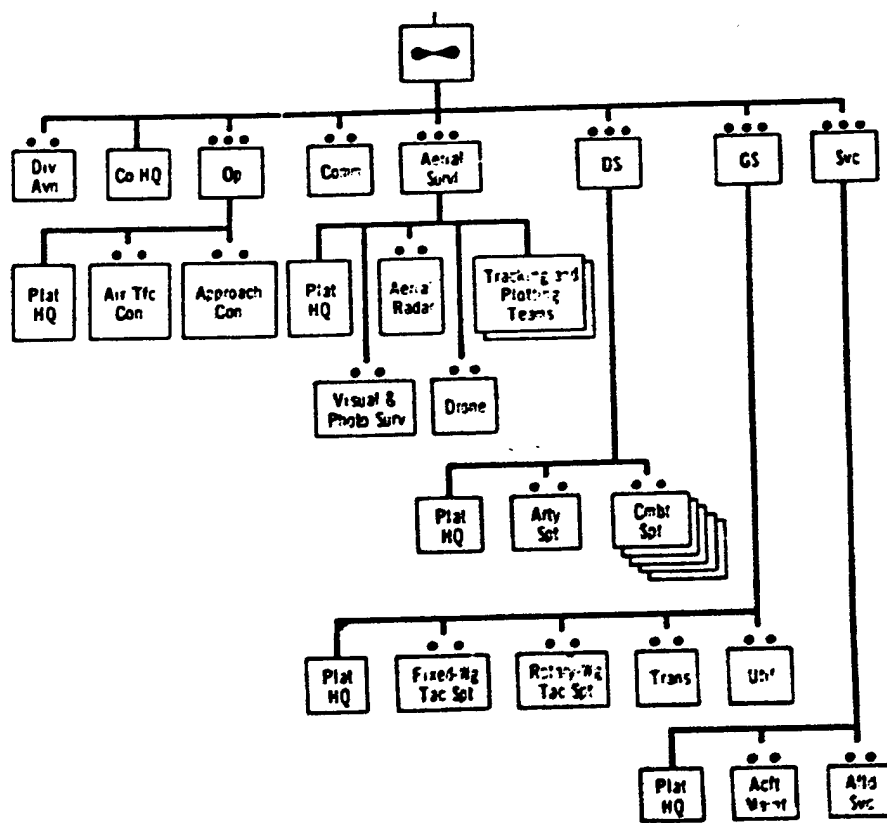 Div
Avn
Co HQ
Op
Comm
Aerial
Surv
DS
GS
Svc
Plat
HQ
Air Tfc
Con
Approach
Con
Plat
HQ
Aerial
Radar
Tracking and
Plotting
Teams
Visual &
Photo Surv
Drone
Plat
HQ
Arty
Spt
Cmbt
Spt
Plat
HQ
Fixed-Wg
Tac Spt
Rotary-Wg
Tac Spt
Trans
Plat
HQ
Acft
Afld
Svc